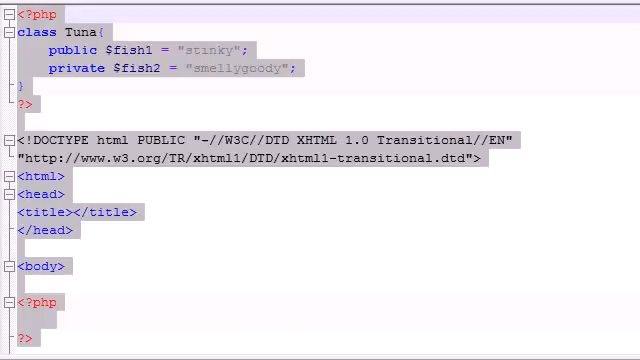 <?php
class Tuna{
public $fish1 = "stinky";
private $fish2 = "smellygoody";
}
?>
<!DOCTYPE html PUBLIC "-//W3C//DTD XHTML 1.0 Transitional//EN"
"http://www.w3.org/TR/xhtml1/DTD/xhtml1-transitional.dtd">
<html>
<head>
<title></title>
</head>
<body>
<?php
?>